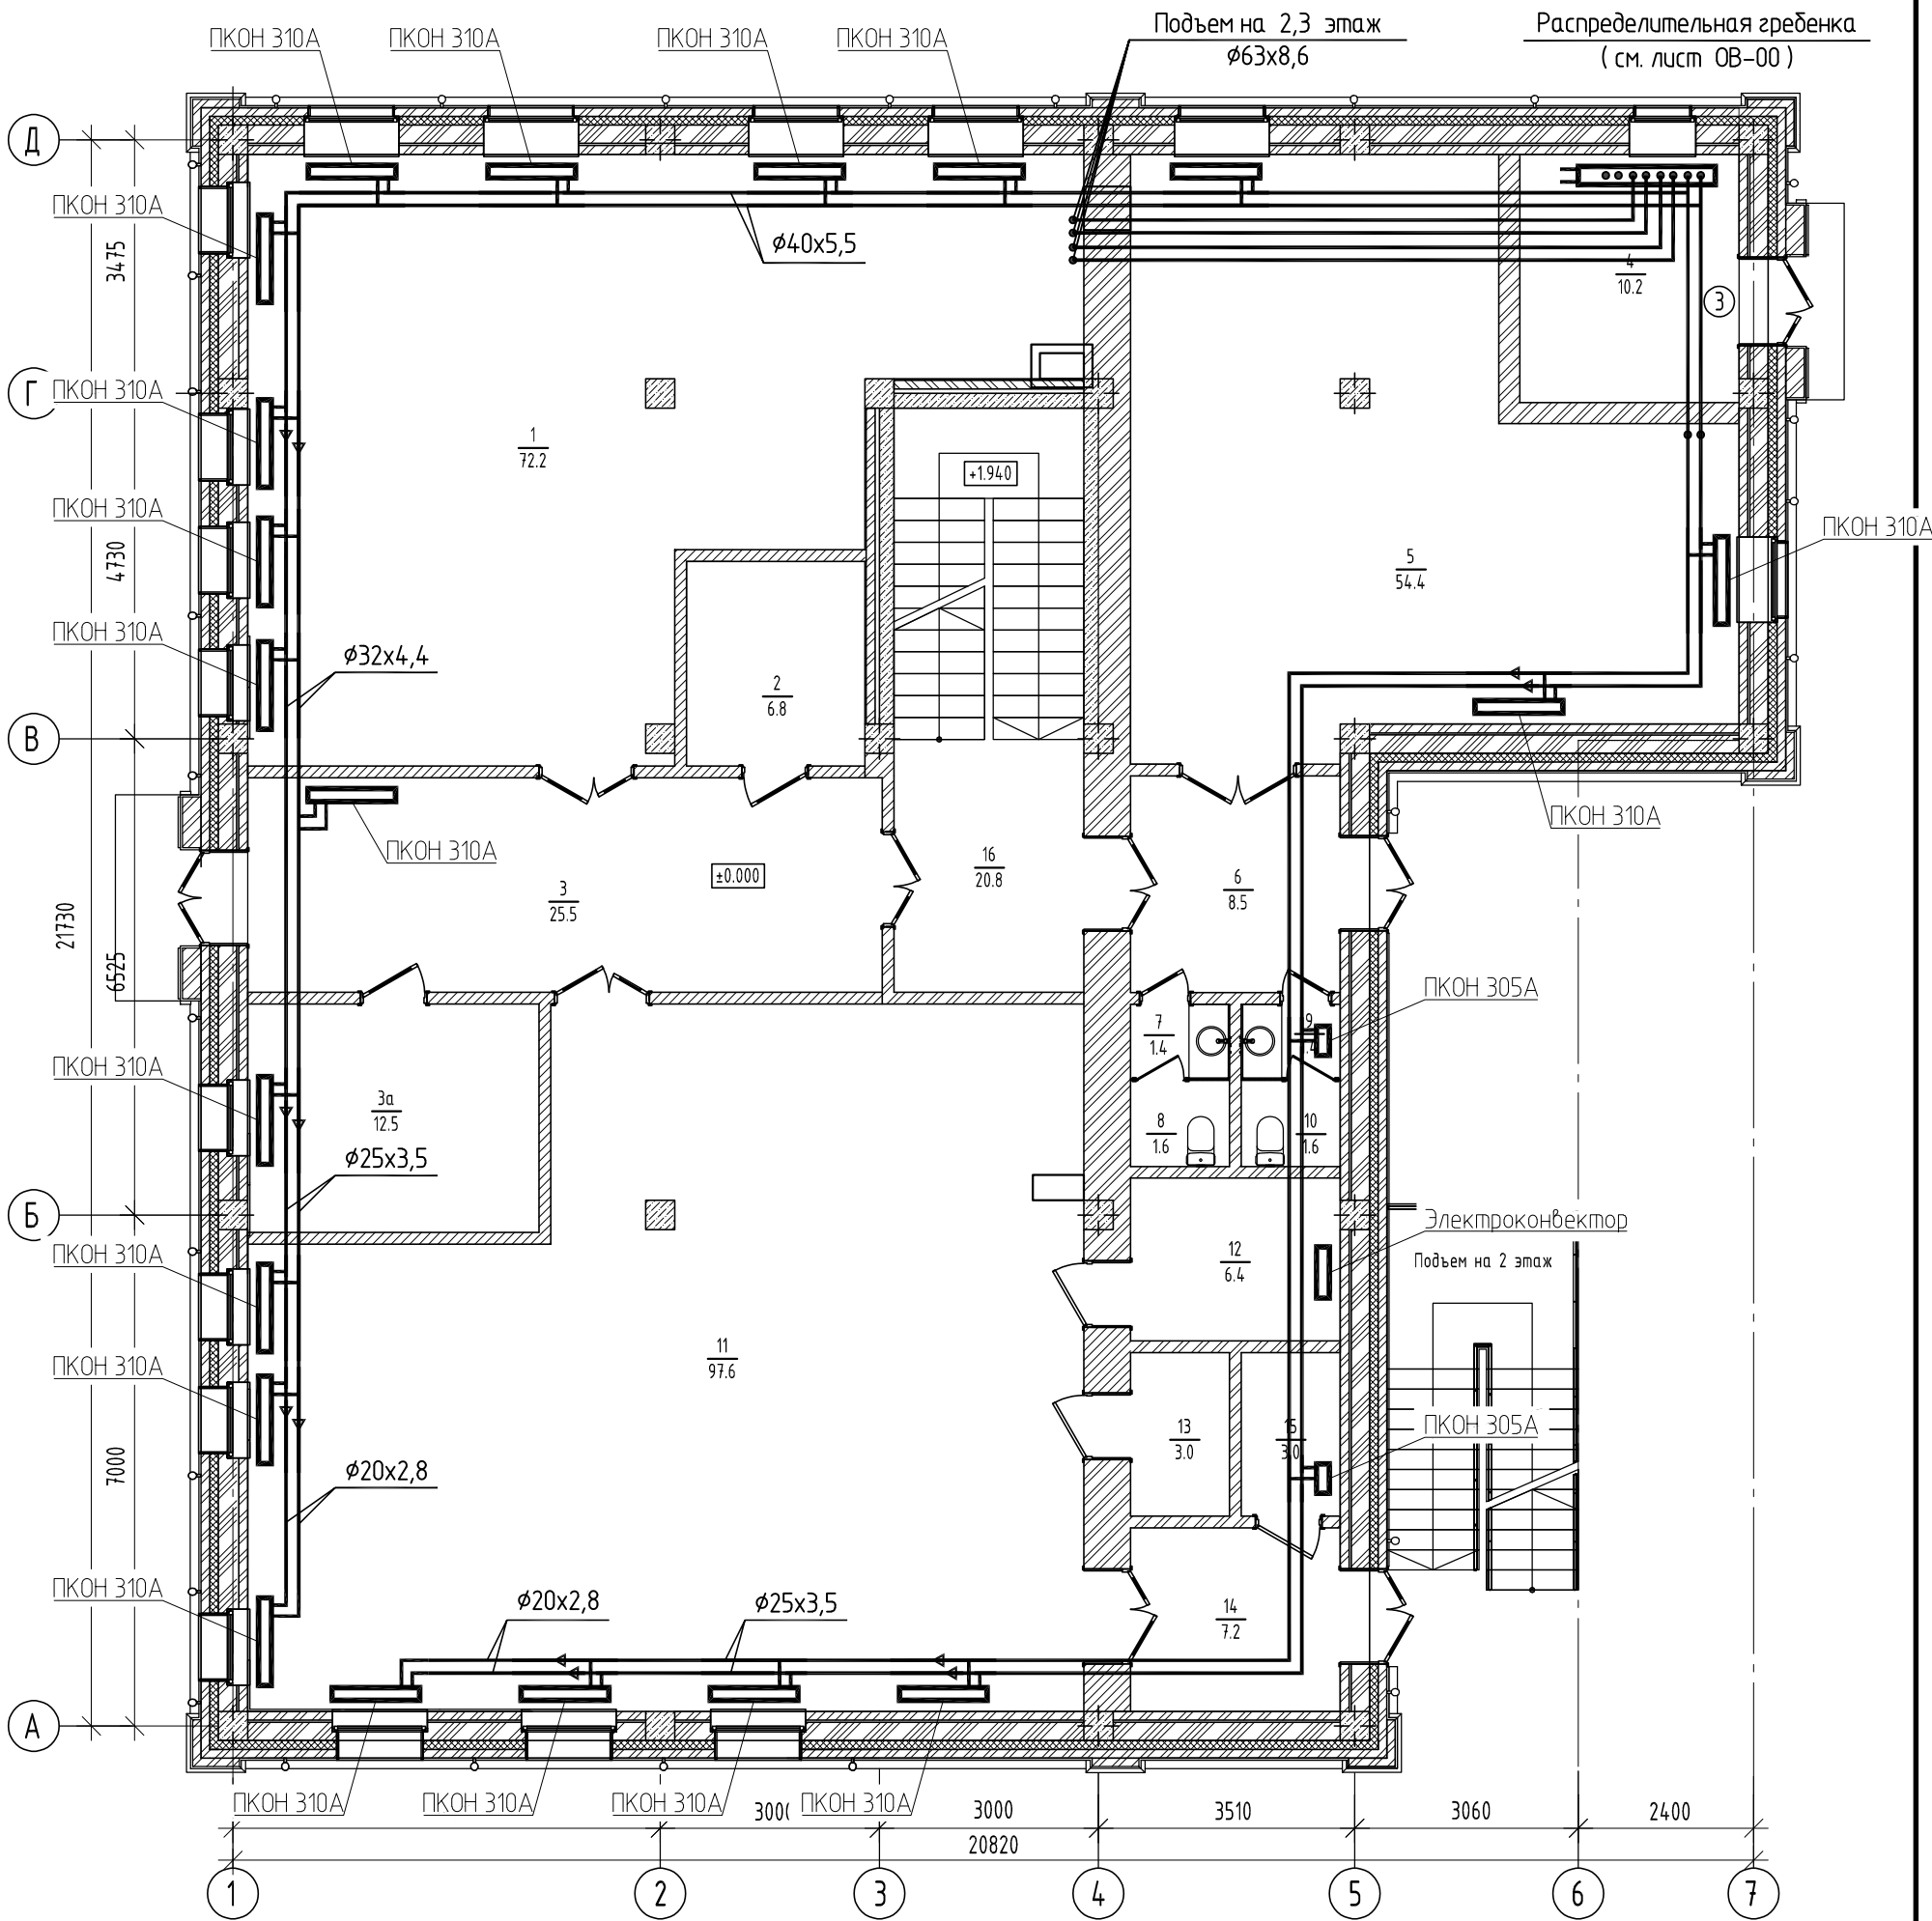 Подъем на 2,3 этаж
Ø63х8,6
Распределительная гребенка
( см. лист ОВ-00 )
ПКОН 310А
ПКОН 310А
ПКОН 310А
ПКОН 310А
Д
ПКОН 310А
3475
Ø40х5,5
4
10.2
3
Г
ПКОН 310А
1
72.2
+1.940
ПКОН 310А
ПКОН 310А
4730
5
54.4
ПКОН 310А
Ø32х4,4
2
6.8
В
ПКОН 310А
ПКОН 310А
±0.000
16
20.8
6
8.5
3
25.5
21730
6525
ПКОН 305А
7
1.4
9
ПКОН 310А
3а
12.5
8
1.6
10
1.6
Ø25х3,5
Б
Электроконвектор
ПКОН 310А
12
6.4
Подъем на 2 этаж
11
97.6
ПКОН 310А
13
3.0
15
3.0
ПКОН 305А
7000
Ø20х2,8
ПКОН 310А
Ø20х2,8
Ø25х3,5
14
7.2
А
ПКОН 310А
ПКОН 310А
ПКОН 310А
ПКОН 310А
3000
3510
3060
2400
20820
1
2
3
4
5
6
7